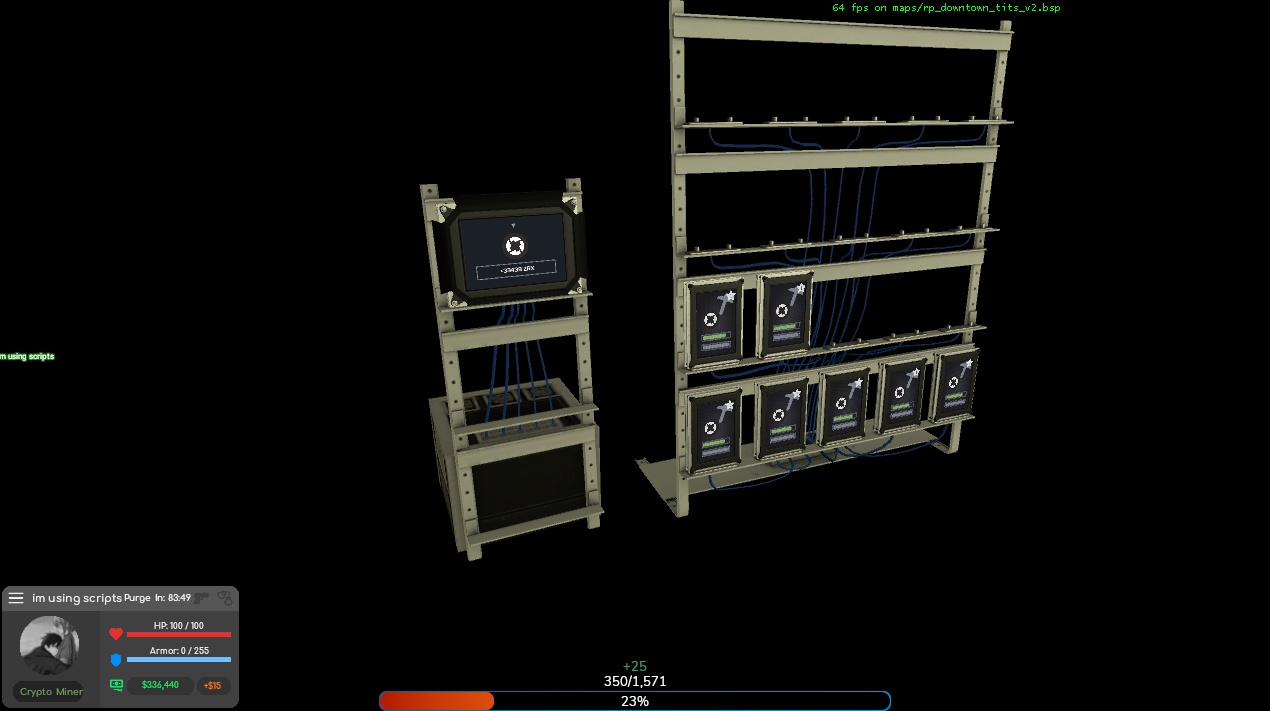 64 fps on maps/rp_downtown_tits_v2.bsp
m using scripts
im using scripts Purge In: 83:49
HP: 100 / 100
Armor: 0 / 255
$336,440 +$15
Crypto Miner
+25
350/1,571
23%